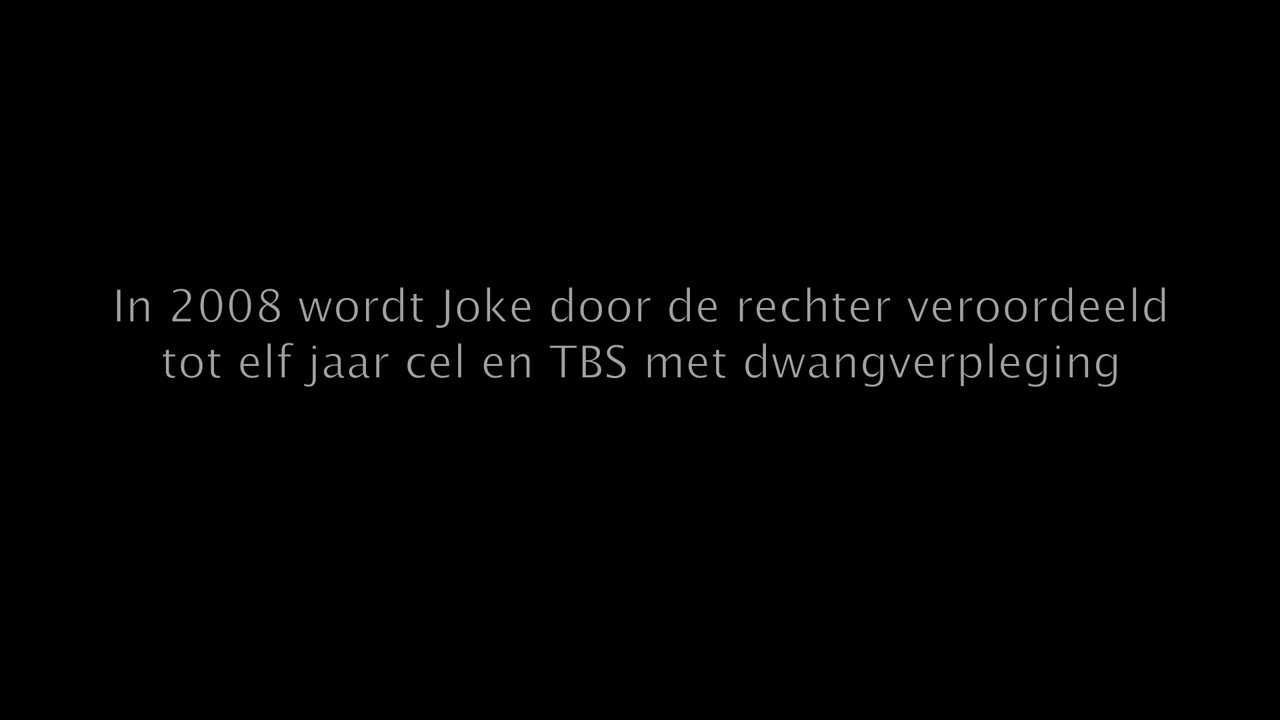 In 2008 wordt Joke door de rechter veroordeeld
tot elf jaar cel en TBS met dwangverpleging